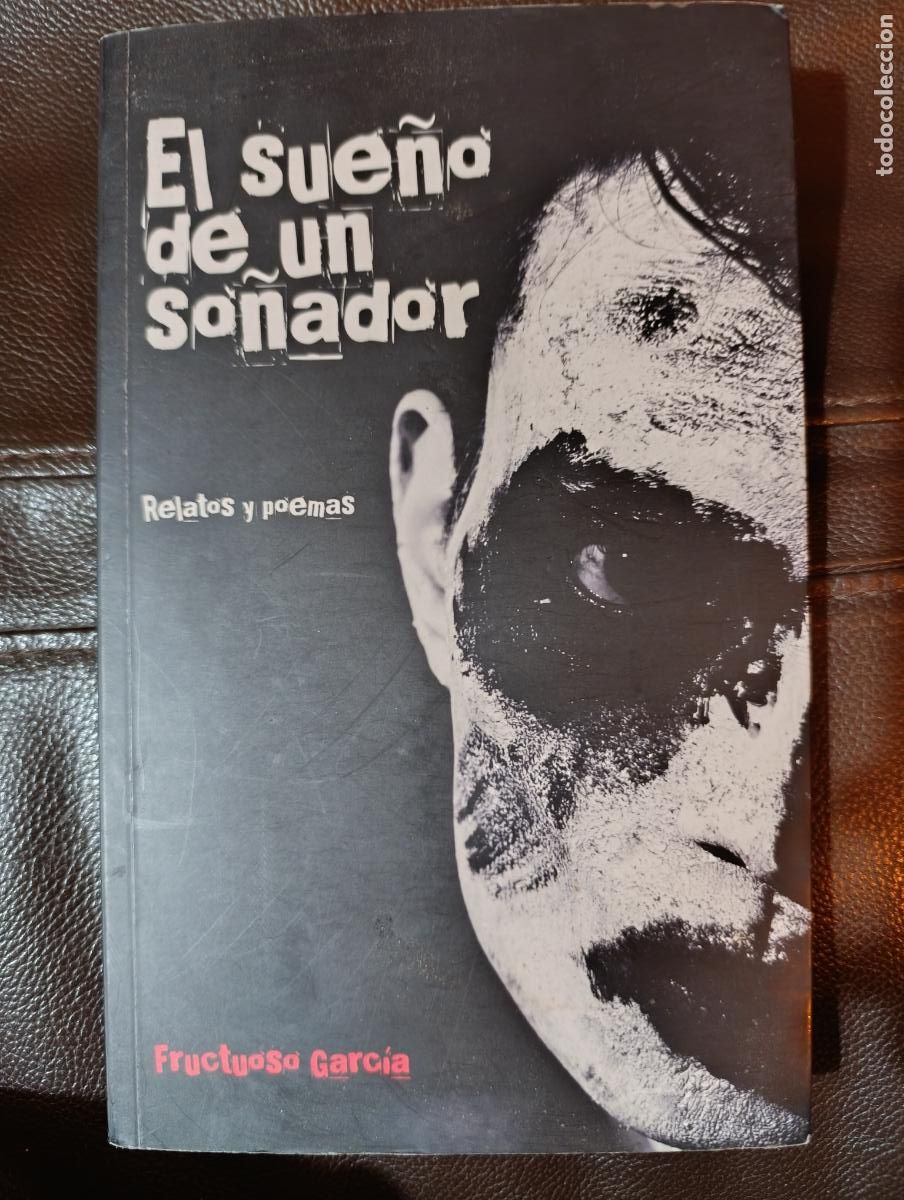 El sueño
de un
soñador
Relatos y poemas
Fructuoso García
todocoleccion